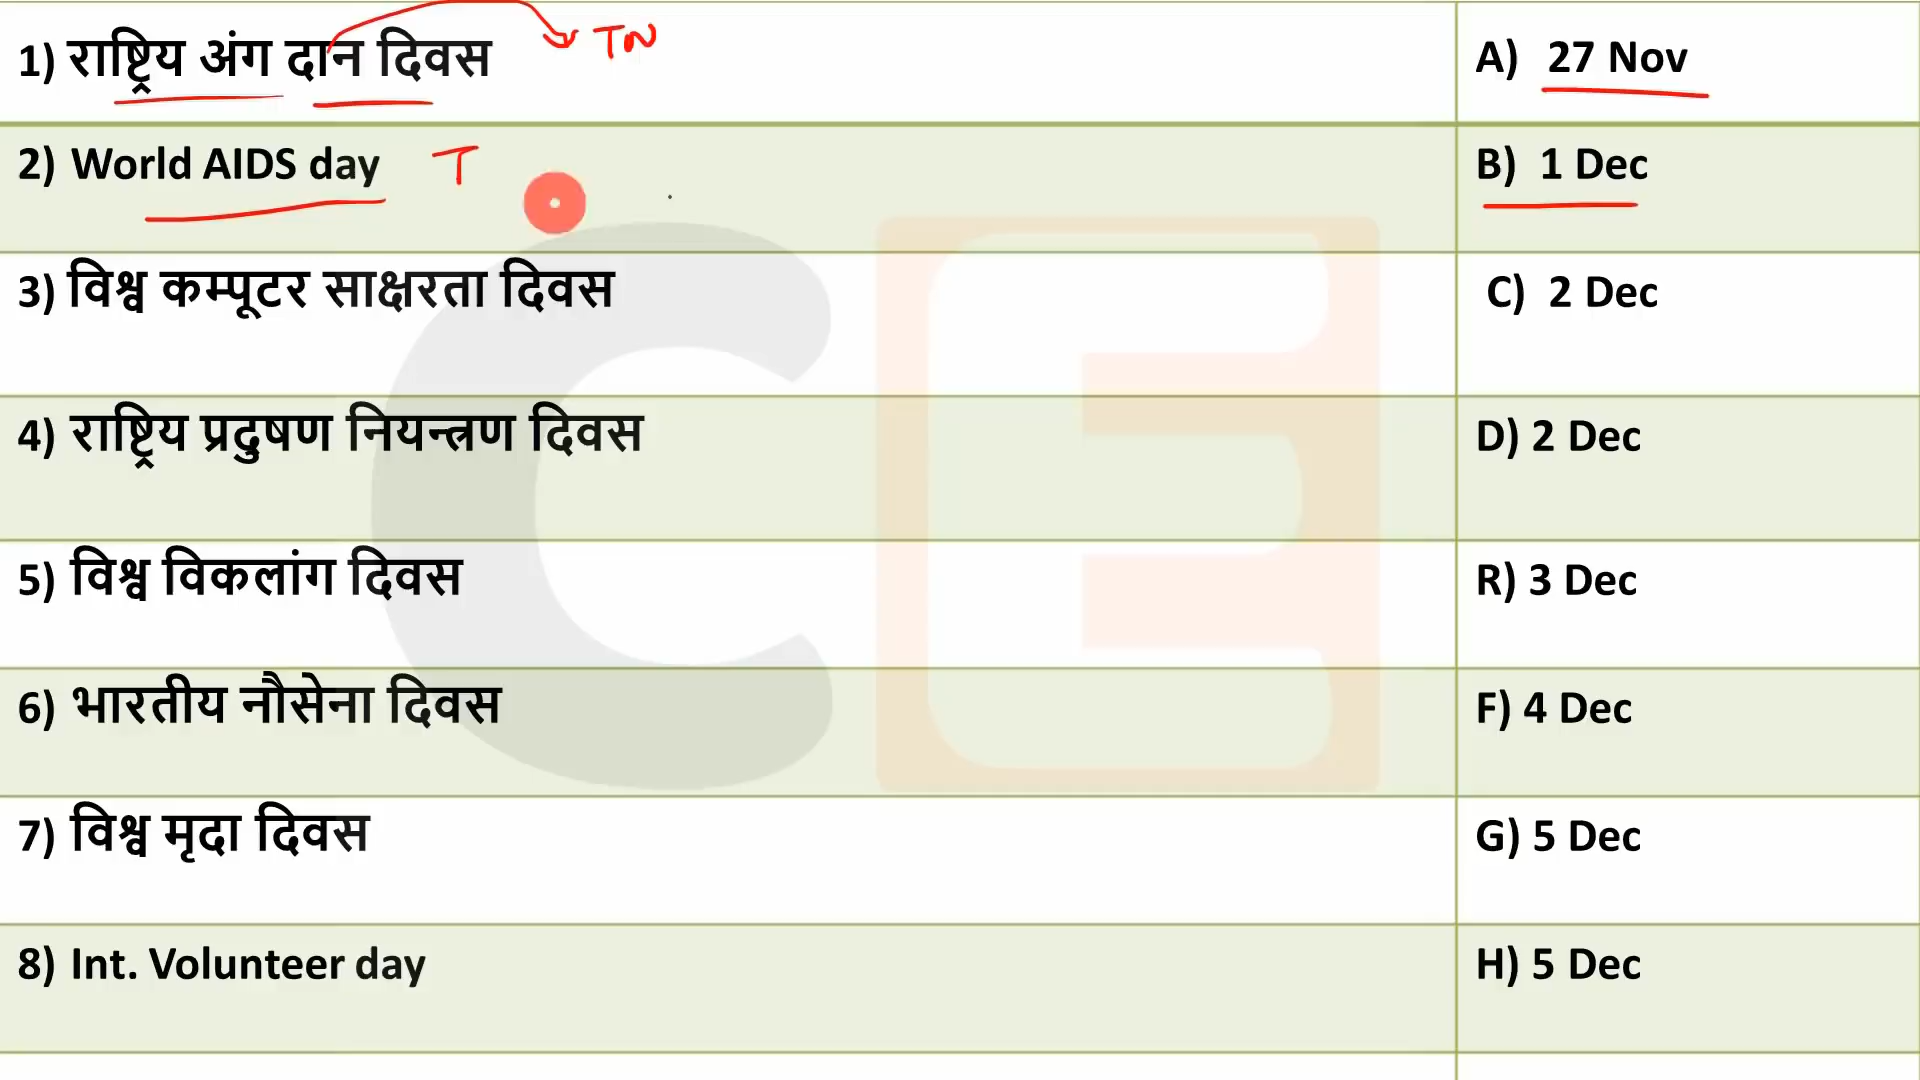 1) राष्ट्रिय अंग दान दिवस TN A) 27 Nov
2) World AIDS day T B) 1 Dec
3) विश्व कम्पूटर साक्षरता दिवस C) 2 Dec
4) राष्ट्रिय प्रदुषण नियन्त्रण दिवस D) 2 Dec
5) विश्व विकलांग दिवस R) 3 Dec
6) भारतीय नौसेना दिवस F) 4 Dec
7) विश्व मृदा दिवस G) 5 Dec
8) Int. Volunteer day H) 5 Dec
CE